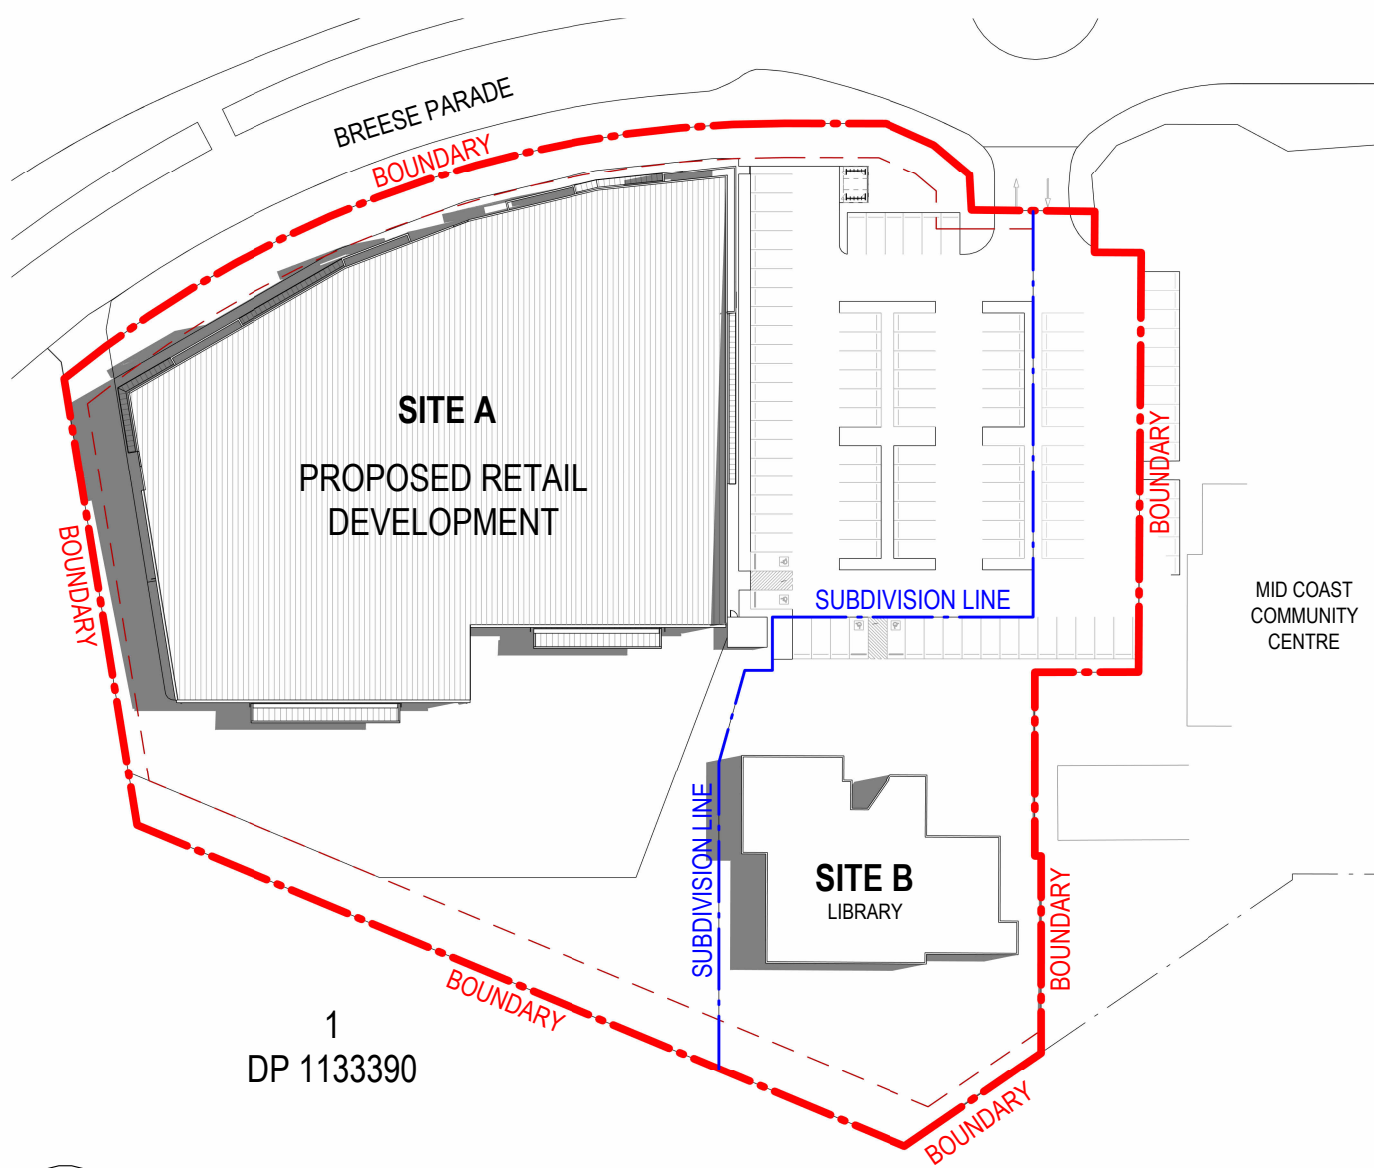 BREESE PARADE
BOUNDARY
SITE A
PROPOSED RETAIL
DEVELOPMENT
BOUNDARY
BOUNDARY
SUBDIVISION LINE
MID COAST
COMMUNITY
CENTRE
SUBDIVISION LINE
SITE B
LIBRARY
BOUNDARY
BOUNDARY
1
DP 1133390
BOUNDARY